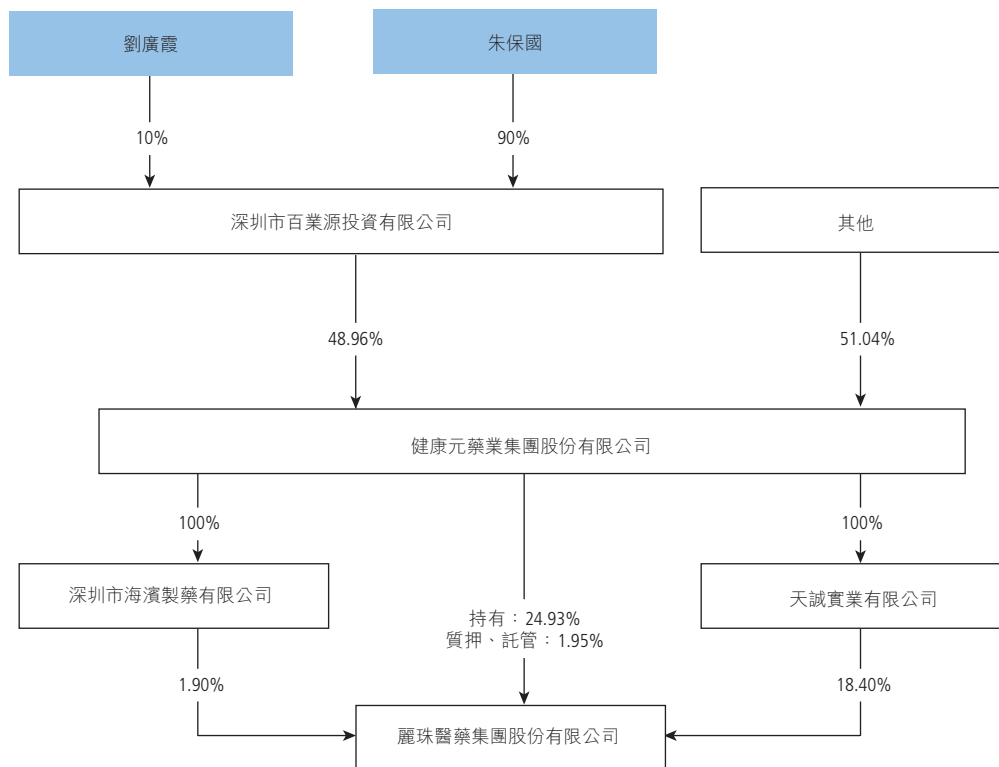 劉廣霞
朱保國
10%
90%
深圳市百業源投資有限公司
其他
48.96%
51.04%
健康元藥業集團股份有限公司
100%
100%
深圳市海濱製藥有限公司
天誠實業有限公司
持有：24.93%
質押、託管：1.95%
1.90%
18.40%
麗珠醫藥集團股份有限公司